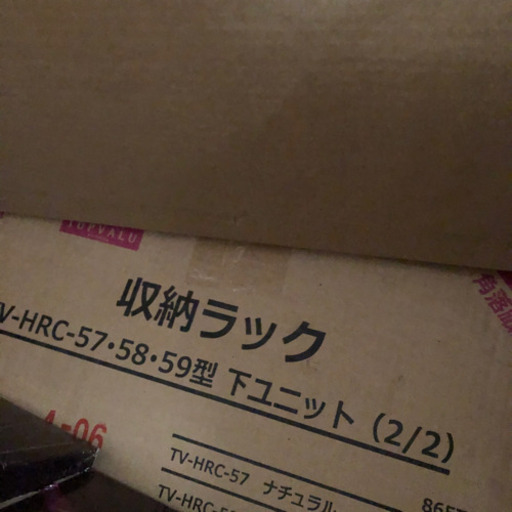 TOPVALU
収納ラック
TV-HRC-57・58・59型 下ユニット (2/2)
TV-HRC-57 ナチュラル